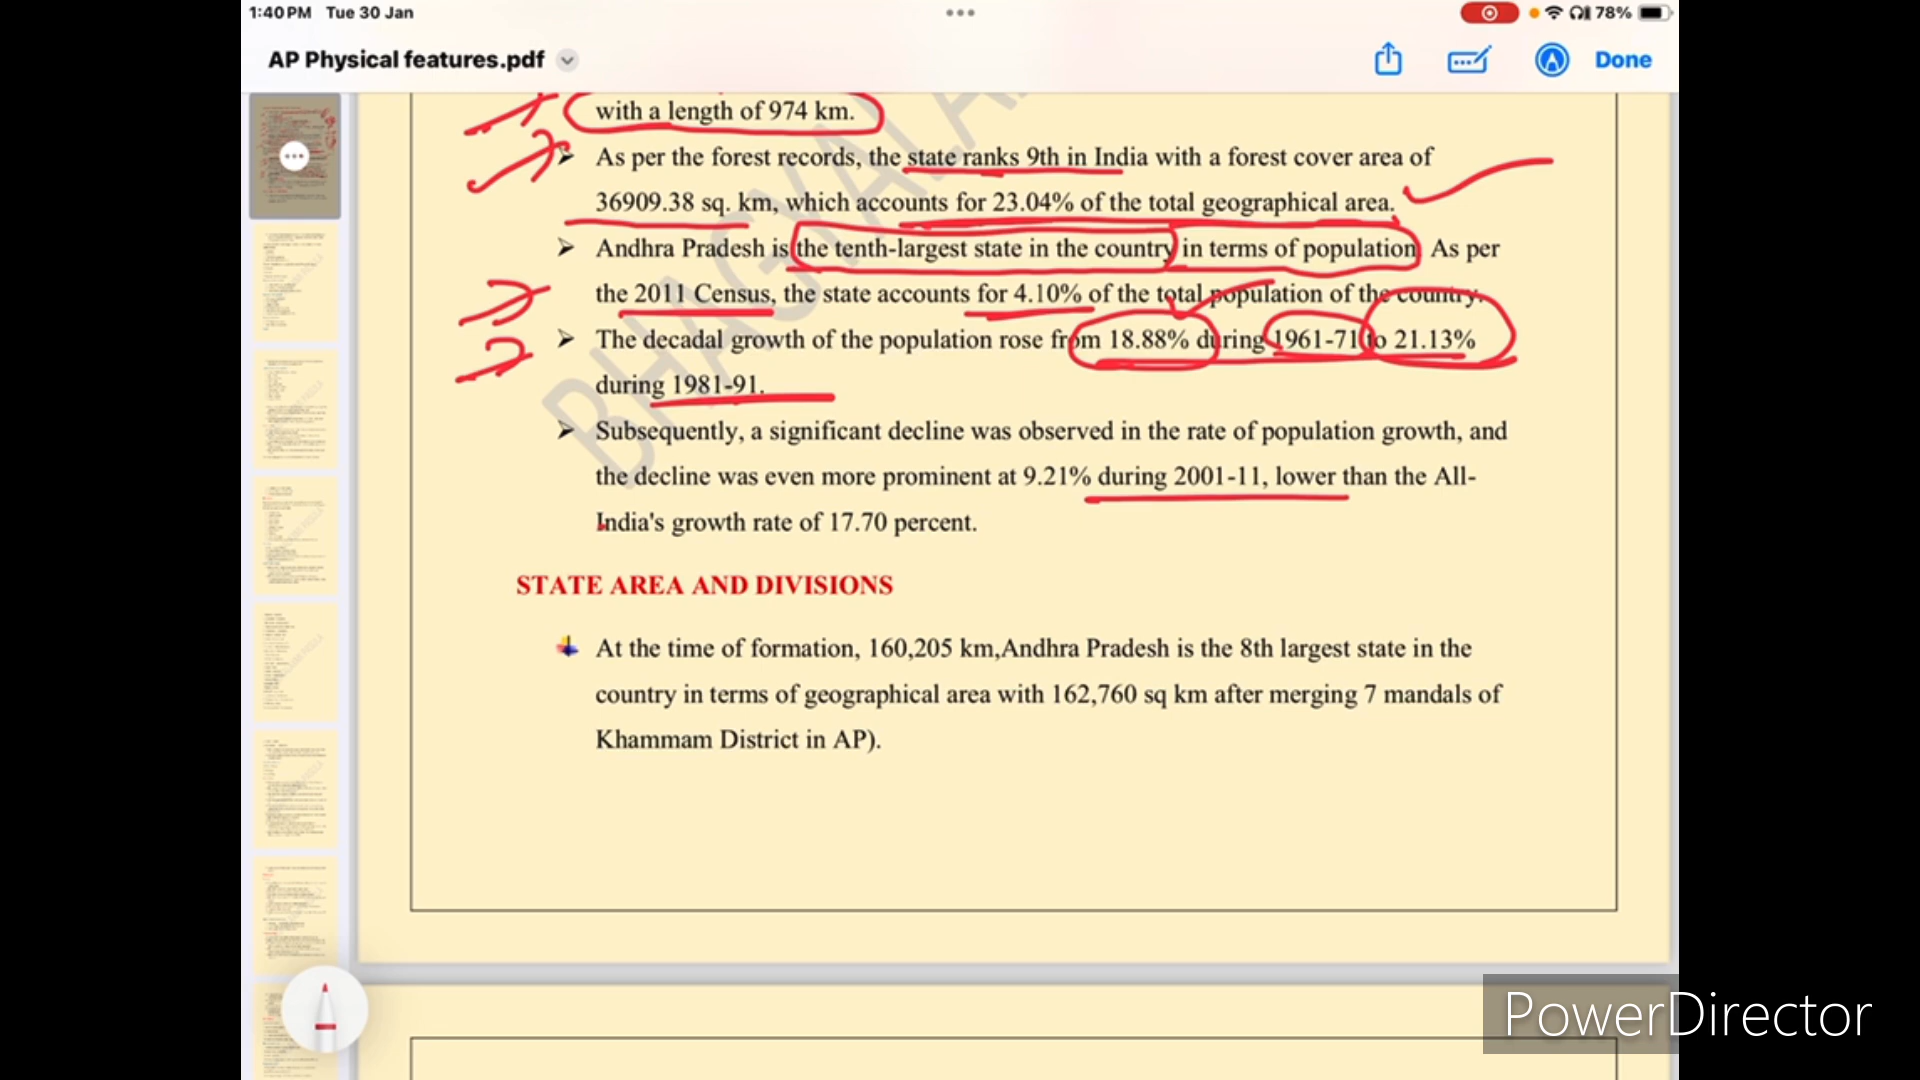 1:40 PM Tue 30 Jan
78%
AP Physical features.pdf
Done
with a length of 974 km.
As per the forest records, the state ranks 9th in India with a forest cover area of
36909.38 sq. km, which accounts for 23.04% of the total geographical area.
Andhra Pradesh is the tenth-largest state in the country in terms of population. As per
the 2011 Census, the state accounts for 4.10% of the total population of the country.
The decadal growth of the population rose from 18.88% during 1961-71 to 21.13%
during 1981-91.
Subsequently, a significant decline was observed in the rate of population growth, and
the decline was even more prominent at 9.21% during 2001-11, lower than the All-
India's growth rate of 17.70 percent.
STATE AREA AND DIVISIONS
At the time of formation, 160,205 km,Andhra Pradesh is the 8th largest state in the
country in terms of geographical area with 162,760 sq km after merging 7 mandals of
Khammam District in AP).
PowerDirector